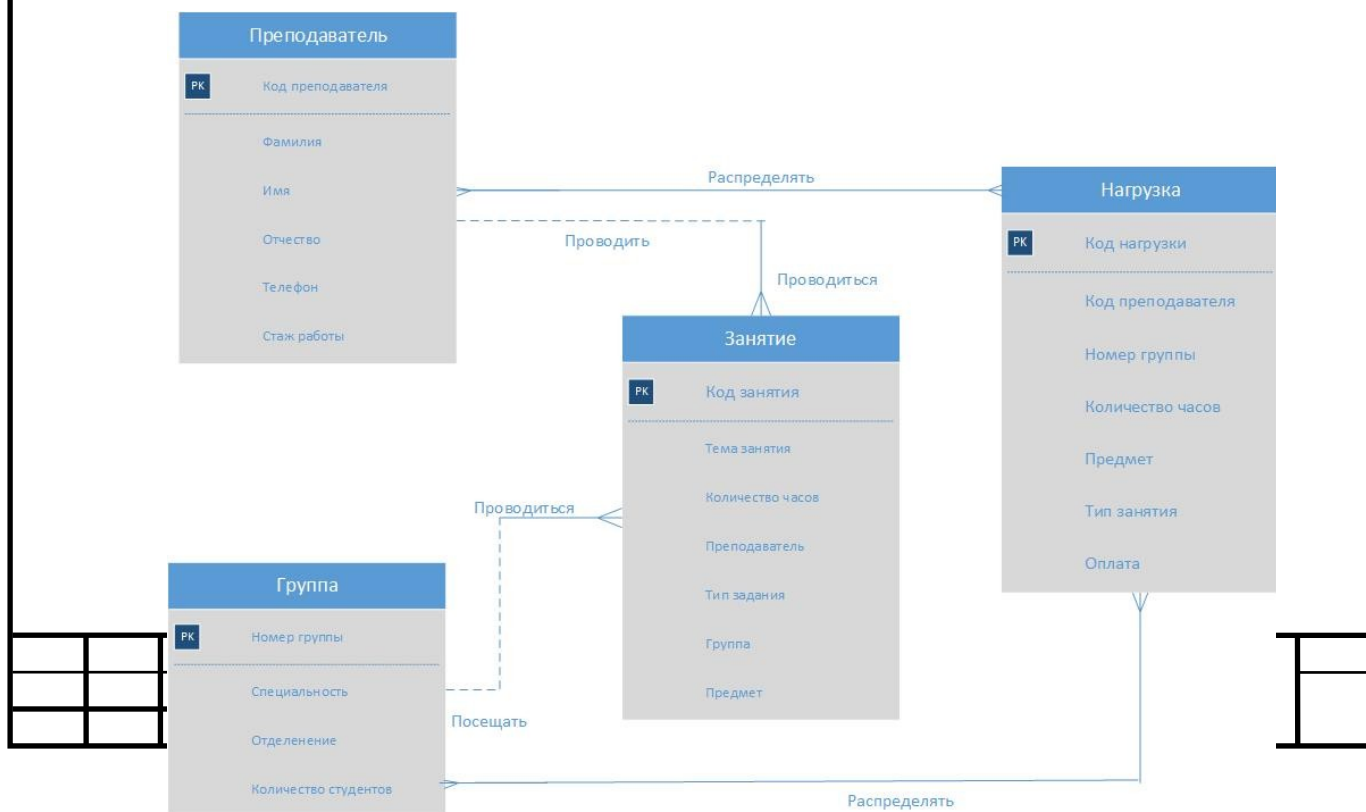 Преподаватель
PK Код преподавателя
Фамилия
Имя
Отчество
Телефон
Стаж работы
Распределять
Проводить
Проводиться
Нагрузка
PK Код нагрузки
Код преподавателя
Номер группы
Количество часов
Предмет
Тип занятия
Оплата
Занятие
PK Код занятия
Тема занятия
Количество часов
Преподаватель
Тип задания
Группа
Предмет
Проводиться
Группа
PK Номер группы
Специальность
Отделенение
Количество студентов
Посещать
Распределять